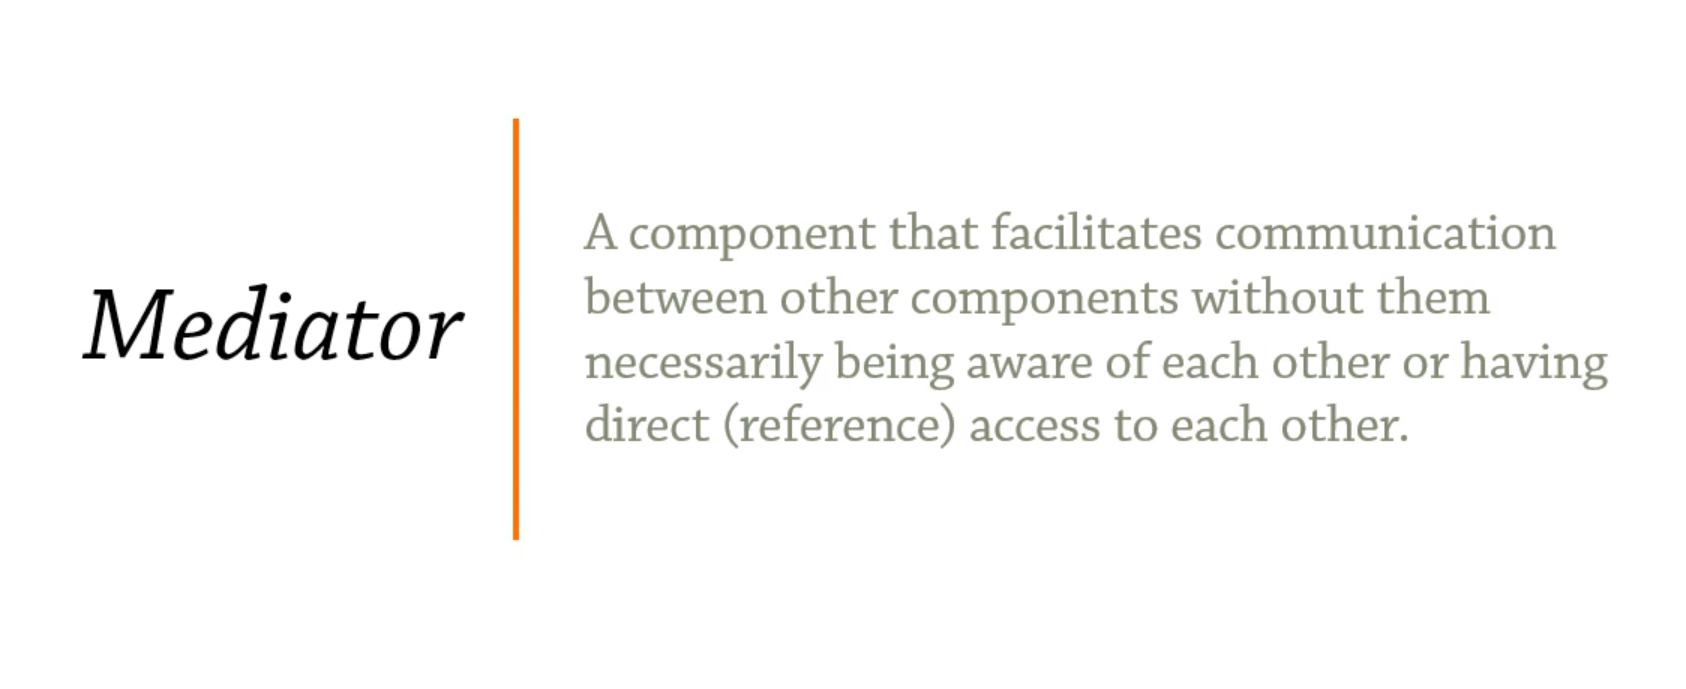 Mediator
A component that facilitates communication
between other components without them
necessarily being aware of each other or having
direct (reference) access to each other.